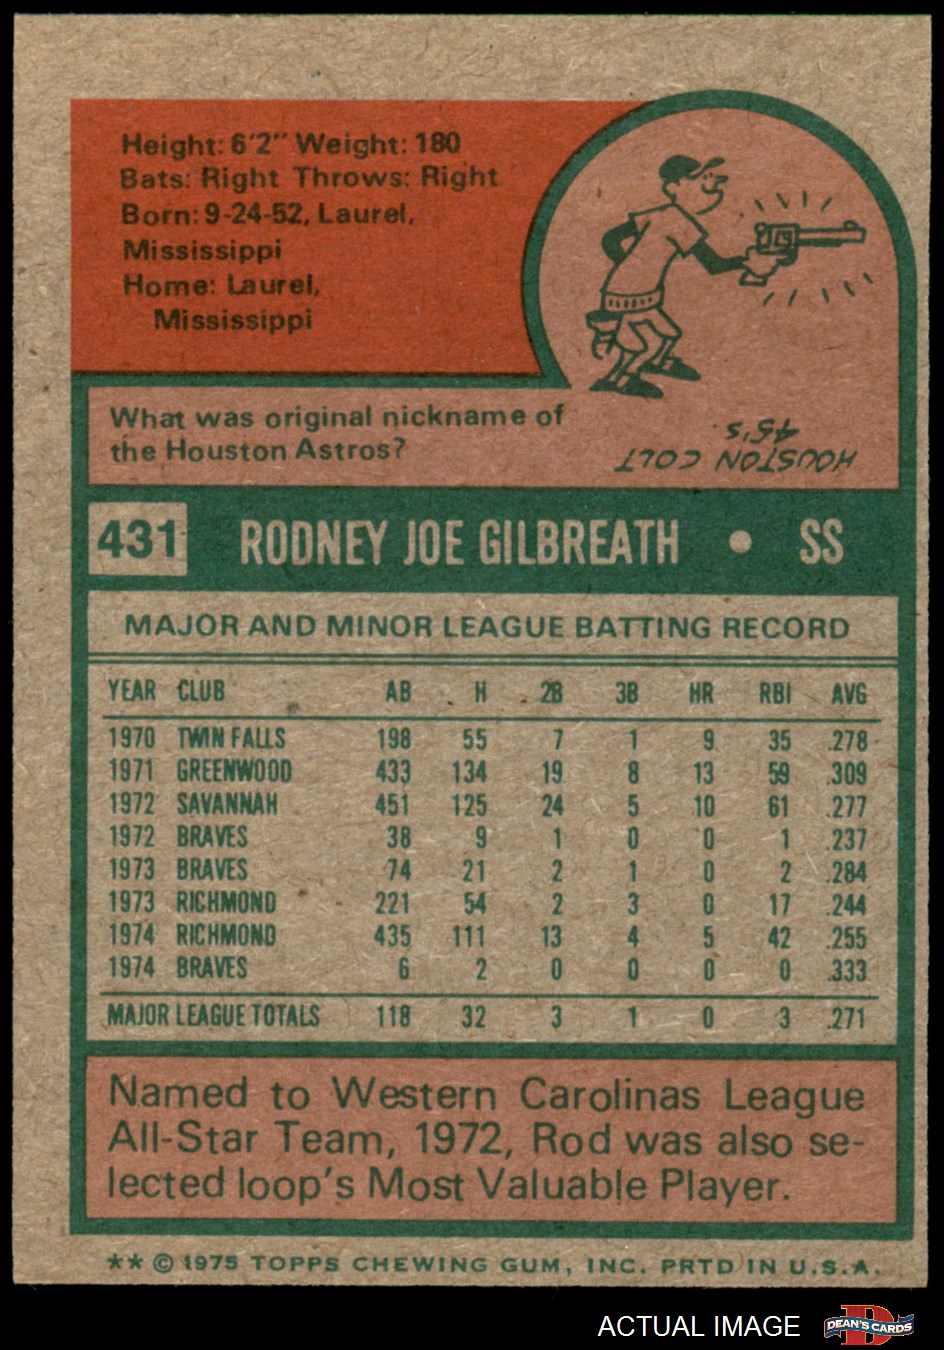 Height: 6'2" Weight: 180
Bats: Right Throws: Right
Born: 9-24-52, Laurel,
Mississippi
Home: Laurel,
Mississippi
What was original nickname of
the Houston Astros?
HOUSTON COLT
45's.
431 RODNEY JOE GILBREATH • SS
MAJOR AND MINOR LEAGUE BATTING RECORD
YEAR CLUB AB H 2B 3B HR RBI AVG
1970 TWIN FALLS 198 55 7 1 9 35 .278
1971 GREENWOOD 433 134 19 8 13 59 .309
1972 SAVANNAH 451 125 24 5 10 61 .277
1972 BRAVES 38 9 1 0 0 1 .237
1973 BRAVES 74 21 2 1 0 2 .284
1973 RICHMOND 221 54 2 3 0 17 .244
1974 RICHMOND 435 111 13 4 5 42 .255
1974 BRAVES 6 2 0 0 0 0 .333
MAJOR LEAGUE TOTALS 118 32 3 1 0 3 .271
Named to Western Carolinas League
All-Star Team, 1972, Rod was also se-
lected loop's Most Valuable Player.
** © 1975 TOPPS CHEWING GUM, INC. PRTD IN U.S.A.
ACTUAL IMAGE
DEAN'S CARDS